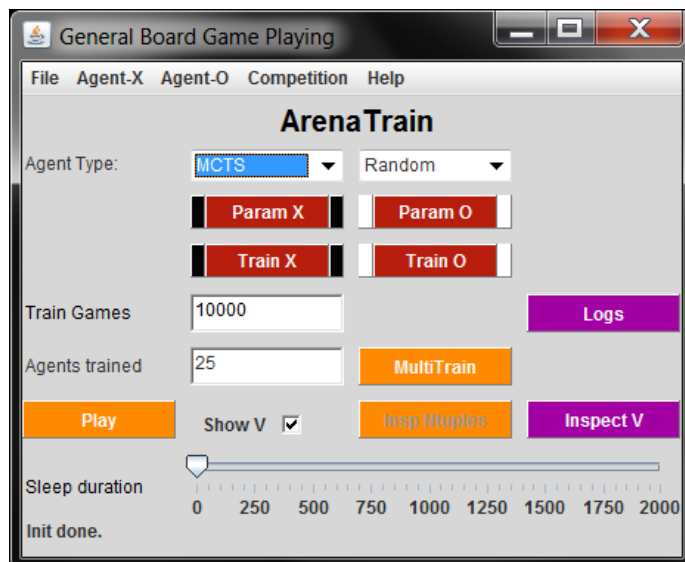 General Board Game Playing
File Agent-X Agent-O Competition Help
ArenaTrain
Agent Type: MCTS Random
Param X Param O
Train X Train O
Train Games 10000 Logs
Agents trained 25 MultiTrain
Play Show V Insp Ntuples Inspect V
Sleep duration
0 250 500 750 1000 1250 1500 1750 2000
Init done.